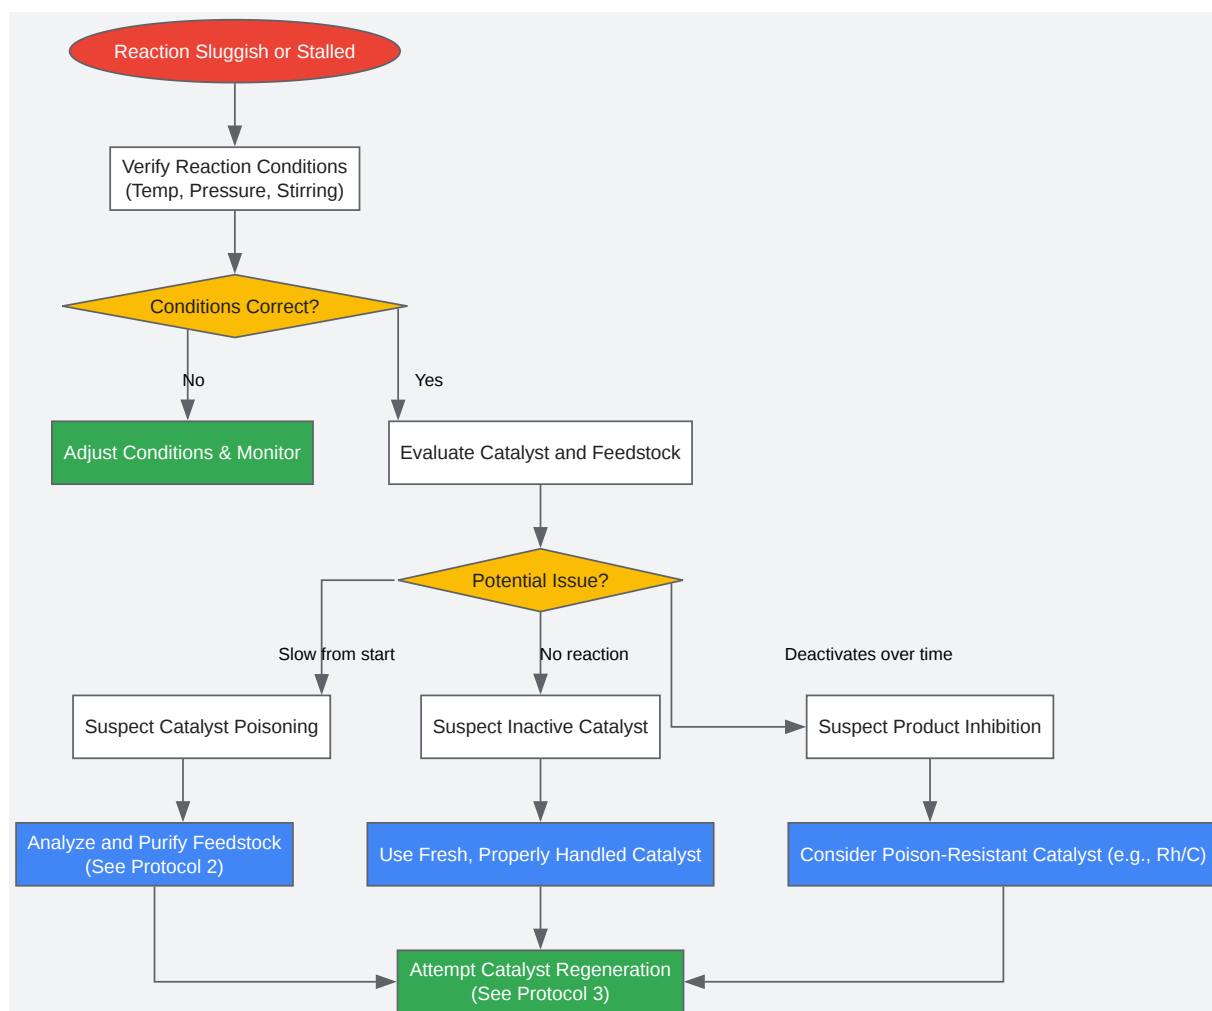 Reaction Sluggish or Stalled
Verify Reaction Conditions
(Temp, Pressure, Stirring)
Conditions Correct?
No
Yes
Adjust Conditions & Monitor
Evaluate Catalyst and Feedstock
Potential Issue?
Slow from start
No reaction
Deactivates over time
Suspect Catalyst Poisoning
Suspect Inactive Catalyst
Suspect Product Inhibition
Analyze and Purify Feedstock
(See Protocol 2)
Use Fresh, Properly Handled Catalyst
Consider Poison-Resistant Catalyst (e.g., Rh/C)
Attempt Catalyst Regeneration
(See Protocol 3)